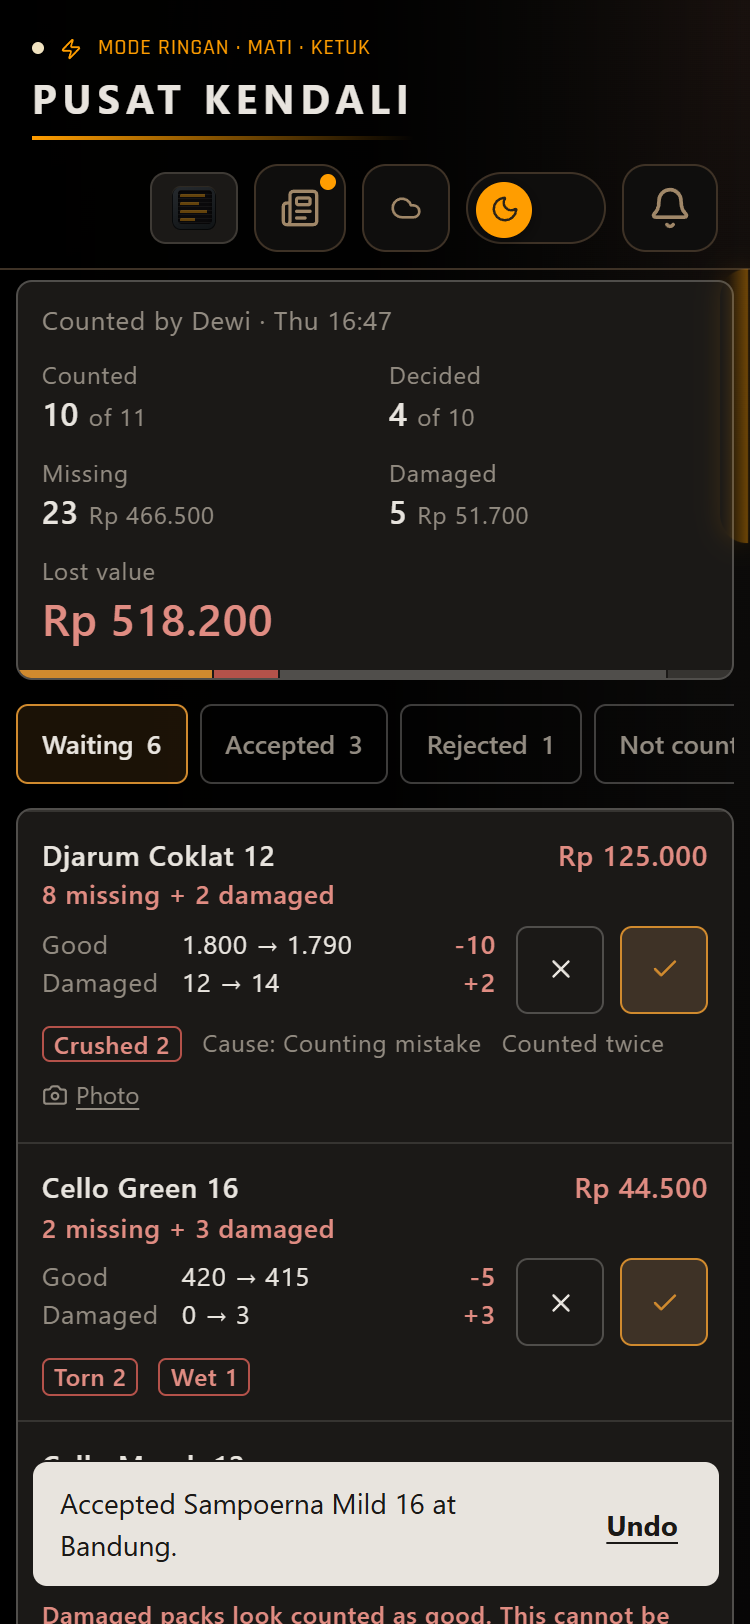 MODE RINGAN · MATI · KETUK
PUSAT KENDALI
Counted by Dewi · Thu 16:47
Counted
10 of 11
Decided
4 of 10
Missing
23 Rp 466.500
Damaged
5 Rp 51.700
Lost value
Rp 518.200
Waiting 6
Accepted 3
Rejected 1
Not count
Djarum Coklat 12
Rp 125.000
8 missing + 2 damaged
Good 1.800 → 1.790 -10
Damaged 12 → 14 +2
Crushed 2 Cause: Counting mistake Counted twice
Photo
Cello Green 16
Rp 44.500
2 missing + 3 damaged
Good 420 → 415 -5
Damaged 0 → 3 +3
Torn 2 Wet 1
Accepted Sampoerna Mild 16 at
Bandung.
Undo
Damaged packs look counted as good. This cannot be